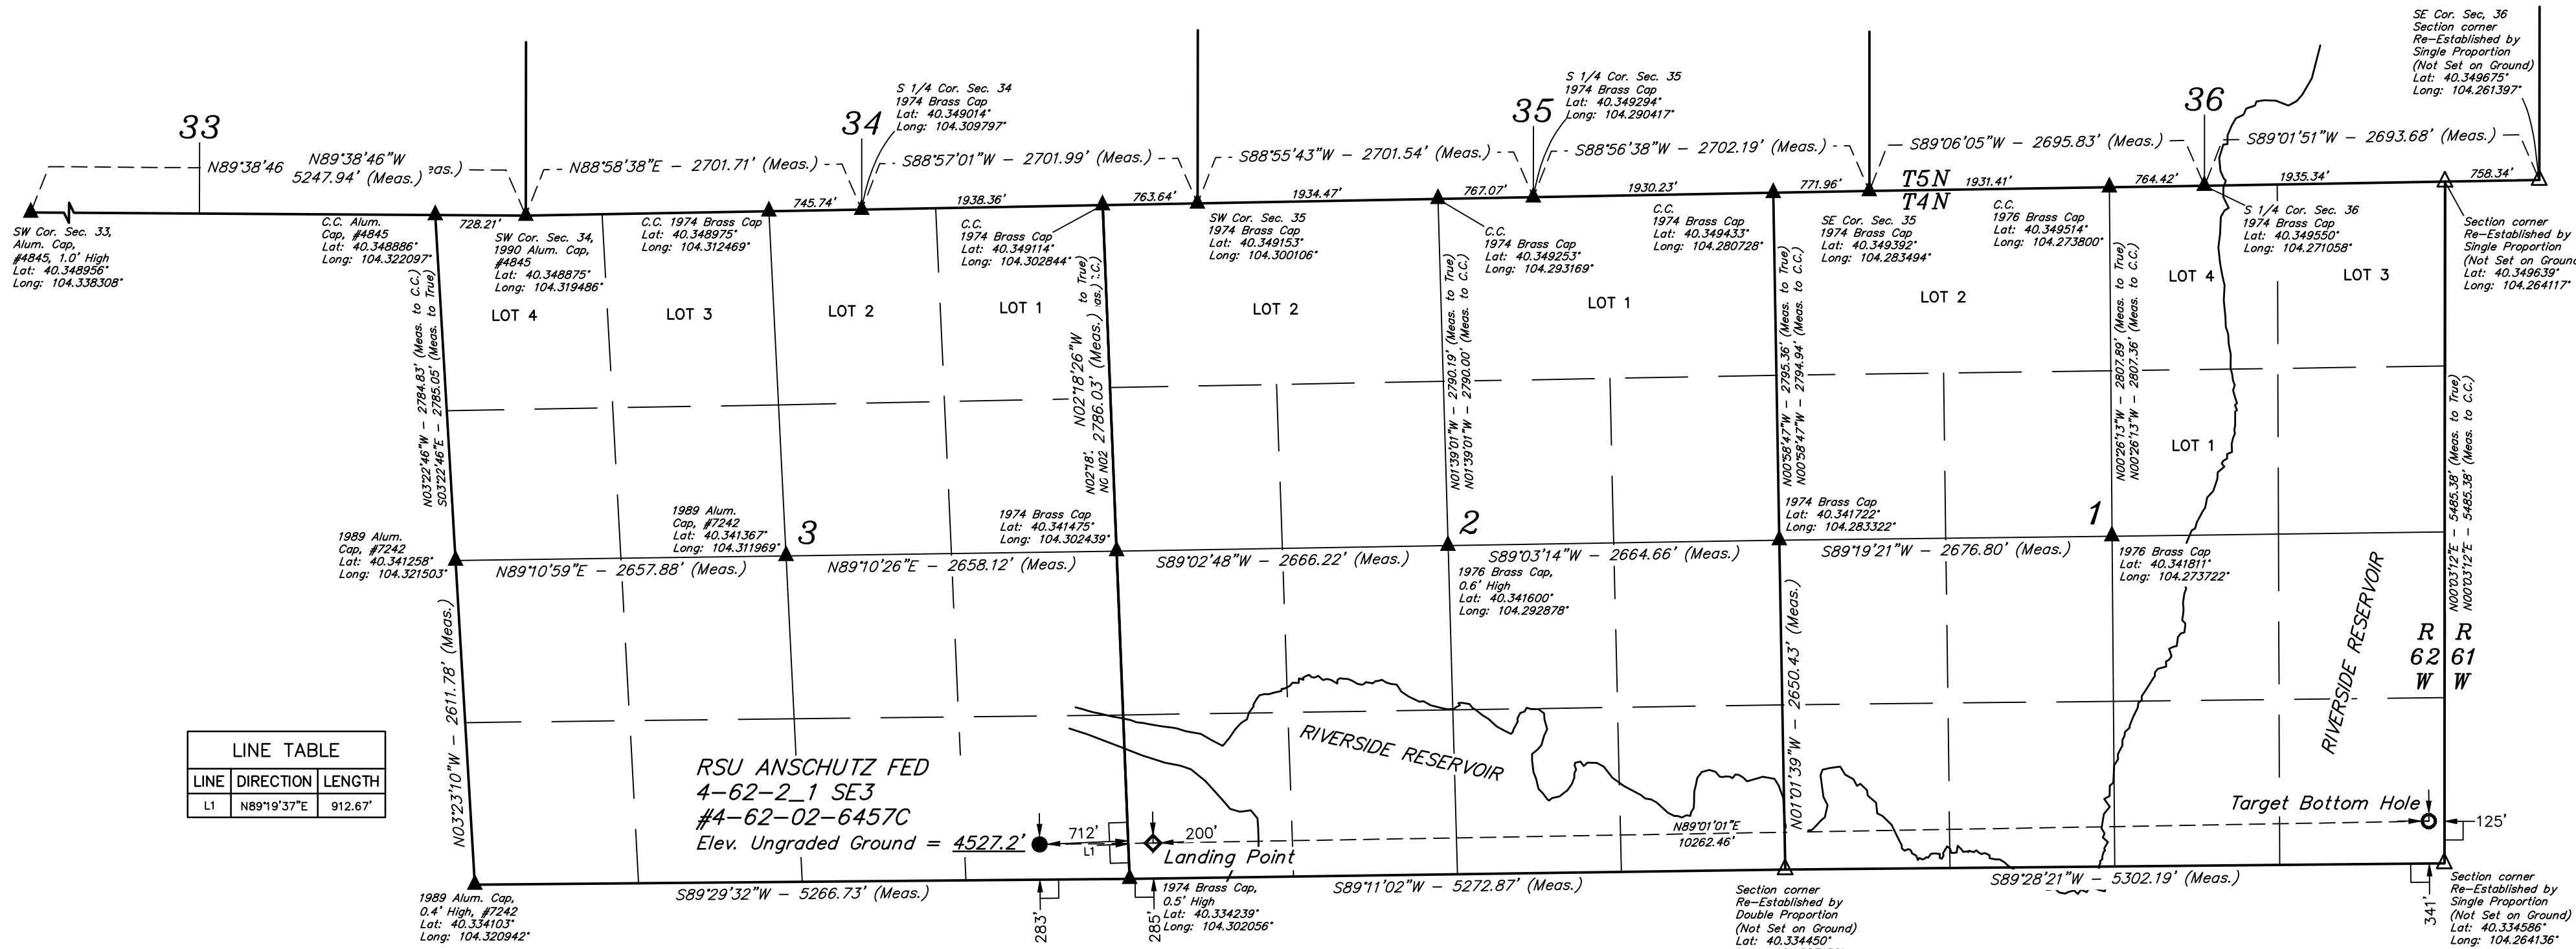 SE Cor. Sec, 36
Section corner
Re-Established by
Single Proportion
(Not Set on Ground)
Lat: 40.349675°
Long: 104.261397°
33
34
S 1/4 Cor. Sec. 34
1974 Brass Cap
Lat: 40.349014°
Long: 104.309797°
35
S 1/4 Cor. Sec. 35
1974 Brass Cap
Lat: 40.349294°
Long: 104.290417°
36
N89°38'46
N89°38'46"W
5247.94' (Meas.)
N88°58'38"E - 2701.71' (Meas.)
S88°57'01"W - 2701.99' (Meas.)
S88°55'43"W - 2701.54' (Meas.)
S88°56'38"W - 2702.19' (Meas.)
S89°06'05"W - 2695.83' (Meas.)
S89°01'51"W - 2693.68' (Meas.)
728.21'
745.74'
1938.36'
763.64'
1934.47'
767.07'
1930.23'
771.96'
T5N
T4N
1931.41'
764.42'
1935.34'
758.34'
SW Cor. Sec. 33,
Alum. Cap,
#4845, 1.0' High
Lat: 40.348956°
Long: 104.338308°
C.C. Alum.
Cap, #4845
Lat: 40.348886°
Long: 104.322097°
SW Cor. Sec. 34,
1990 Alum. Cap,
#4845
Lat: 40.348875°
Long: 104.319486°
C.C. 1974 Brass Cap
Lat: 40.348975°
Long: 104.312469°
C.C.
1974 Brass Cap
Lat: 40.349114°
Long: 104.302844°
SW Cor. Sec. 35
1974 Brass Cap
Lat: 40.349153°
Long: 104.300106°
C.C.
1974 Brass Cap
Lat: 40.349253°
Long: 104.293169°
C.C.
1974 Brass Cap
Lat: 40.349433°
Long: 104.280728°
SE Cor. Sec. 35
1974 Brass Cap
Lat: 40.349392°
Long: 104.283494°
C.C.
1976 Brass Cap
Lat: 40.349514°
Long: 104.273800°
S 1/4 Cor. Sec. 36
1974 Brass Cap
Lat: 40.349550°
Long: 104.271058°
Section corner
Re-Established by
Single Proportion
(Not Set on Ground
Lat: 40.349639°
Long: 104.264117°
LOT 4
LOT 3
LOT 2
LOT 1
LOT 2
LOT 1
LOT 2
LOT 4
LOT 3
LOT 1
N03°22'46"W - 2784.83' (Meas. to C.C.)
S03°22'46"E - 2785.05' (Meas. to True)
N02°18'26"W
2786.03' (Meas.)
to True)
N01°39'01"W - 2790.19' (Meas. to True)
N01°39'01"W - 2790.00' (Meas. to C.C.)
N00°58'47"W - 2795.36' (Meas. to True)
N00°58'47"W - 2794.94' (Meas. to C.C.)
N00°26'13"W - 2807.89' (Meas. to True)
N00°26'13"W - 2807.36' (Meas. to C.C.)
N00°03'12"E - 5485.38' (Meas. to True)
N00°03'12"E - 5485.38' (Meas. to C.C.)
1989 Alum.
Cap, #7242
Lat: 40.341258°
Long: 104.321503°
1989 Alum.
Cap, #7242
Lat: 40.341367°
Long: 104.311969°
3
1974 Brass Cap
Lat: 40.341475°
Long: 104.302439°
2
1974 Brass Cap
Lat: 40.341722°
Long: 104.283322°
1
N89°10'59"E - 2657.88' (Meas.)
N89°10'26"E - 2658.12' (Meas.)
S89°02'48"W - 2666.22' (Meas.)
S89°03'14"W - 2664.66' (Meas.)
S89°19'21"W - 2676.80' (Meas.)
1976 Brass Cap,
0.6' High
Lat: 40.341600°
Long: 104.292878°
1976 Brass Cap
Lat: 40.341811°
Long: 104.273722°
N03°23'10"W - 2611.78' (Meas.)
N01°01'39"W - 2650.43' (Meas.)
RIVERSIDE RESERVOIR
RIVERSIDE RESERVOIR
R R
62 61
W W
LINE TABLE
LINE DIRECTION LENGTH
L1 N89°19'37"E 912.67'
RSU ANSCHUTZ FED
4-62-2_1 SE3
#4-62-02-6457C
Elev. Ungraded Ground = 4527.2'
712'
L1
200'
Landing Point
N89°01'01"E
10262.46'
Target Bottom Hole
125'
S89°29'32"W - 5266.73' (Meas.)
S89°11'02"W - 5272.87' (Meas.)
S89°28'21"W - 5302.19' (Meas.)
283'
285'
341'
1989 Alum. Cap,
0.4' High, #7242
Lat: 40.334103°
Long: 104.320942°
1974 Brass Cap,
0.5' High
Lat: 40.334239°
Long: 104.302056°
Section corner
Re-Established by
Double Proportion
(Not Set on Ground)
Lat: 40.334450°
Section corner
Re-Established by
Single Proportion
(Not Set on Ground)
Lat: 40.334586°
Long: 104.264136°